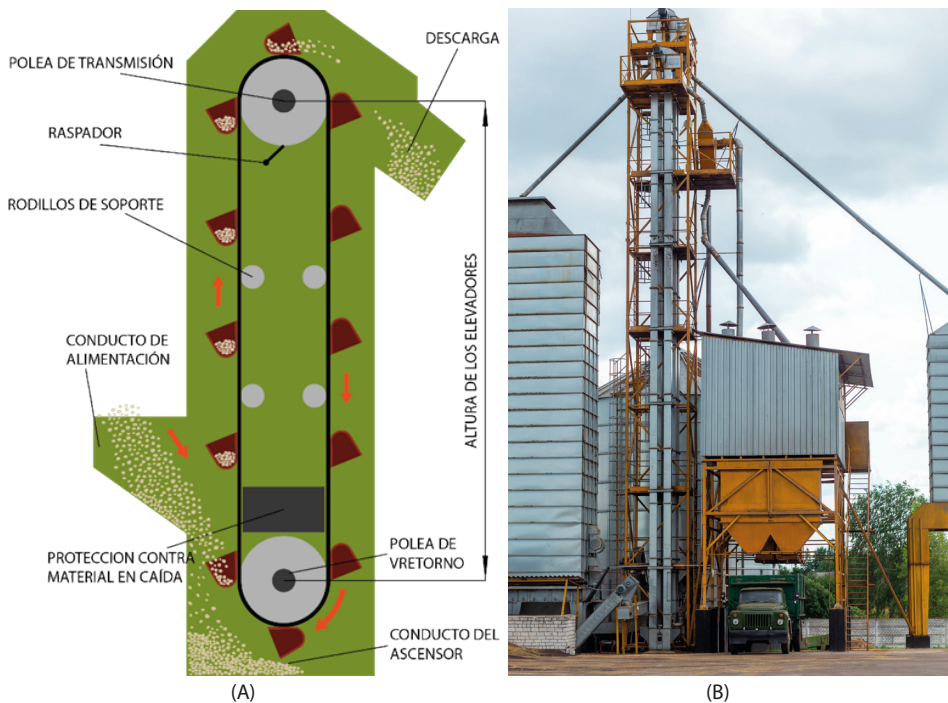 DESCARGA
POLEA DE TRANSMISIÓN
RASPADOR
RODILLOS DE SOPORTE
CONDUCTO DE
ALIMENTACIÓN
ALTURA DE LOS ELEVADORES
PROTECCION CONTRA
MATERIAL EN CAÍDA
POLEA DE
VRETORNO
CONDUCTO DEL
ASCENSOR
(A)
(B)